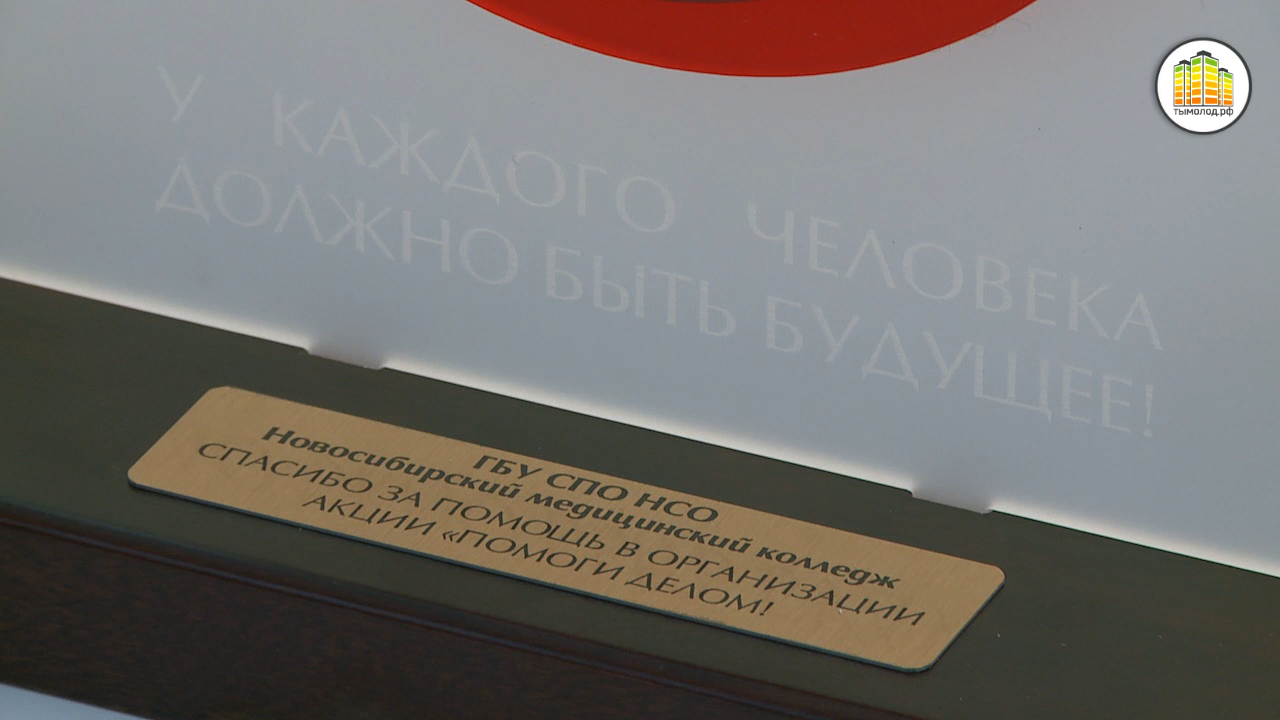 тымолод.рф
У КАЖДОГО ЧЕЛОВЕКА
ДОЛЖНО БЫТЬ БУДУЩЕЕ!
ГБУ СПО НСО
Новосибирский медицинский колледж
СПАСИБО ЗА ПОМОЩЬ В ОРГАНИЗАЦИИ
АКЦИИ «ПОМОГИ ДЕЛОМ!